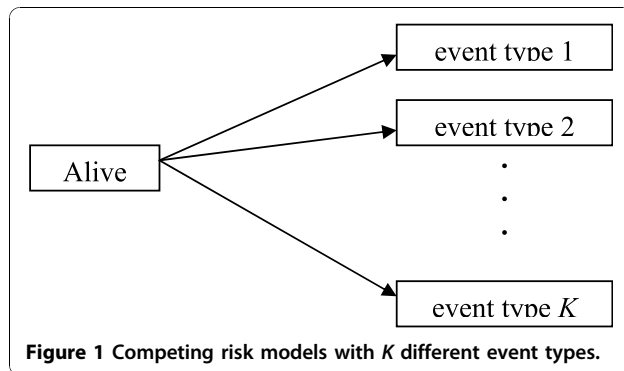 event type 1
event type 2
Alive
.
.
.
event type K
Figure 1 Competing risk models with K different event types.